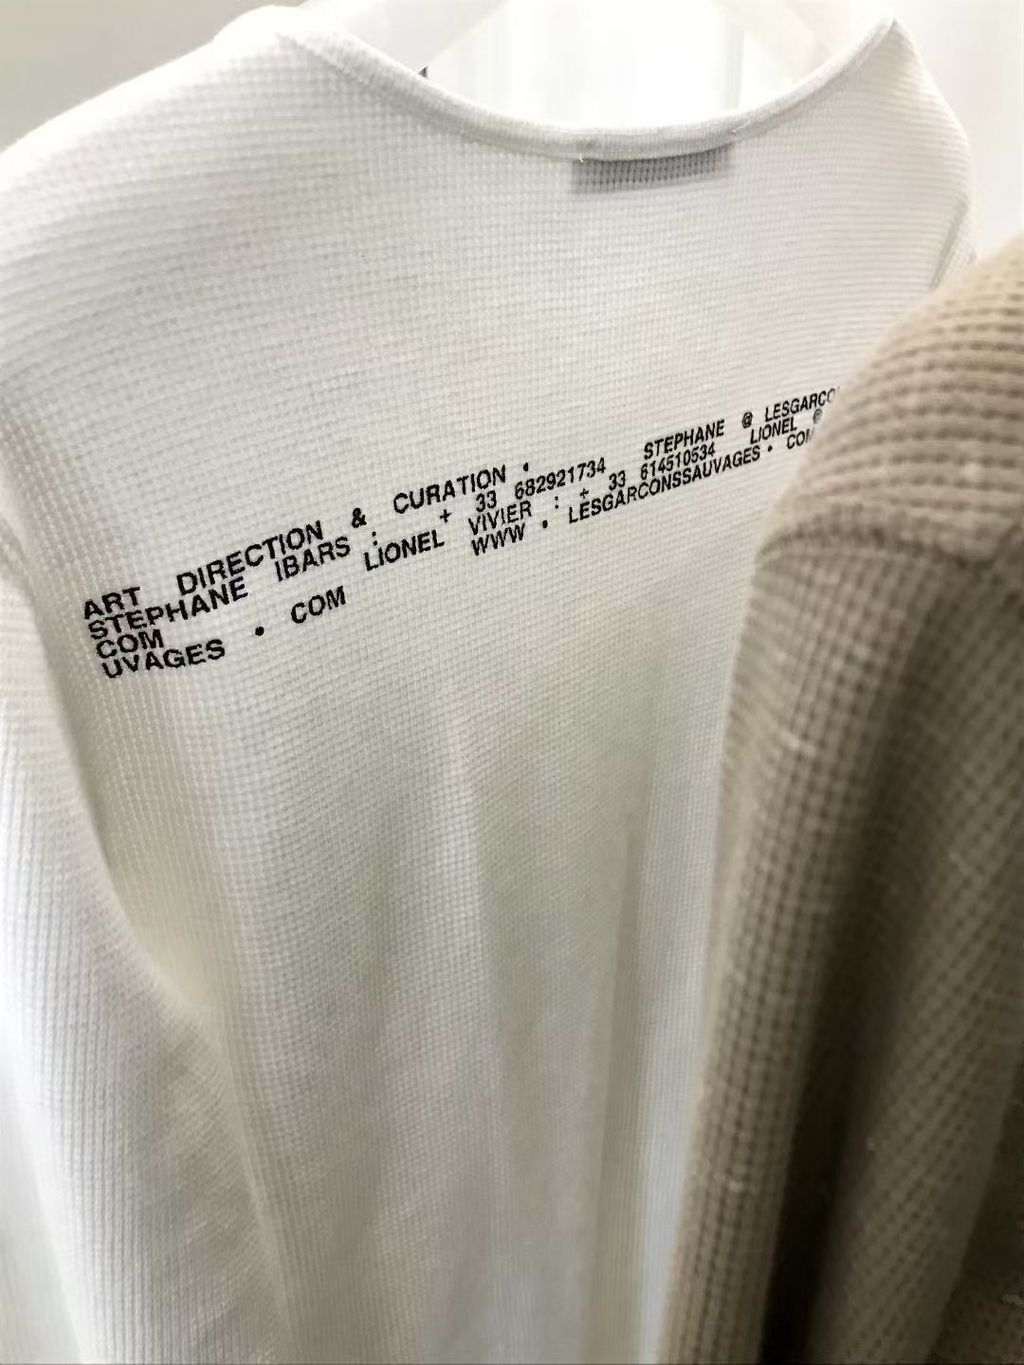 ART DIRECTION & CURATION •
STEPHANE IBARS : + 33 682921734 STEPHANE @ LESGARCO
COM LIONEL VIVIER : + 33 614510534 LIONEL @
UVAGES • COM WWW • LESGARCONSSAUVAGES • COM